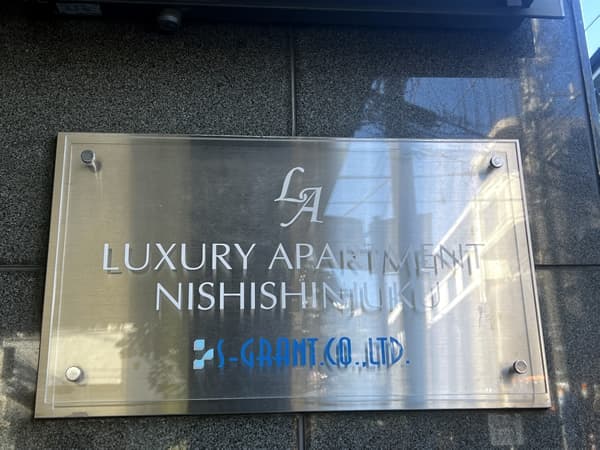 LA
LUXURY APARTMENT
NISHISHINJUKU
S-GRANT.CO.,LTD.